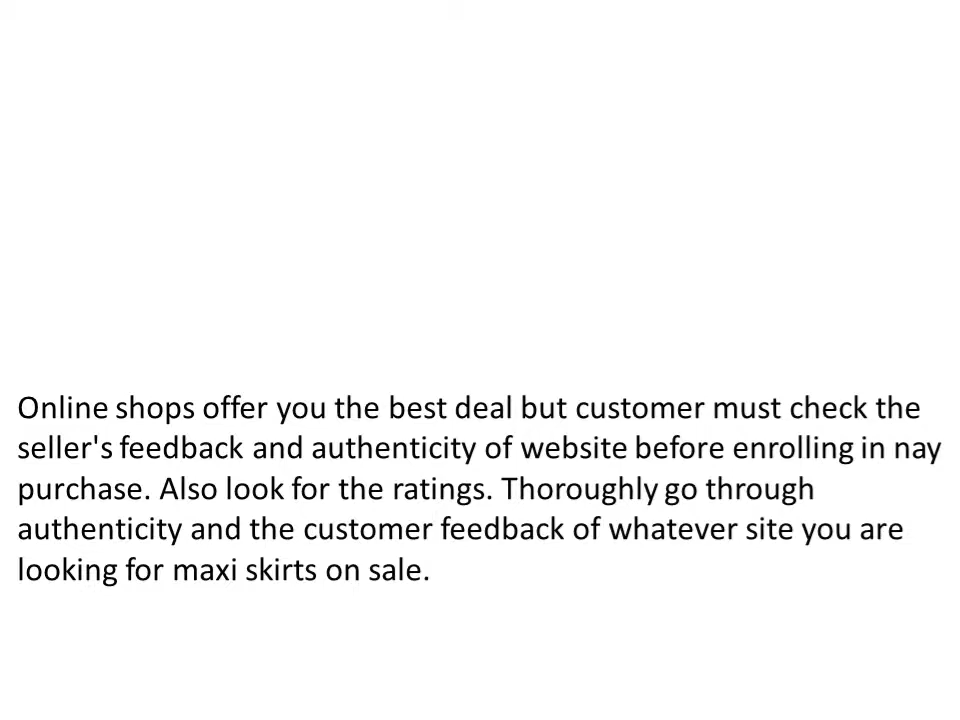 Online shops offer you the best deal but customer must check the
seller's feedback and authenticity of website before enrolling in nay
purchase. Also look for the ratings. Thoroughly go through
authenticity and the customer feedback of whatever site you are
looking for maxi skirts on sale.